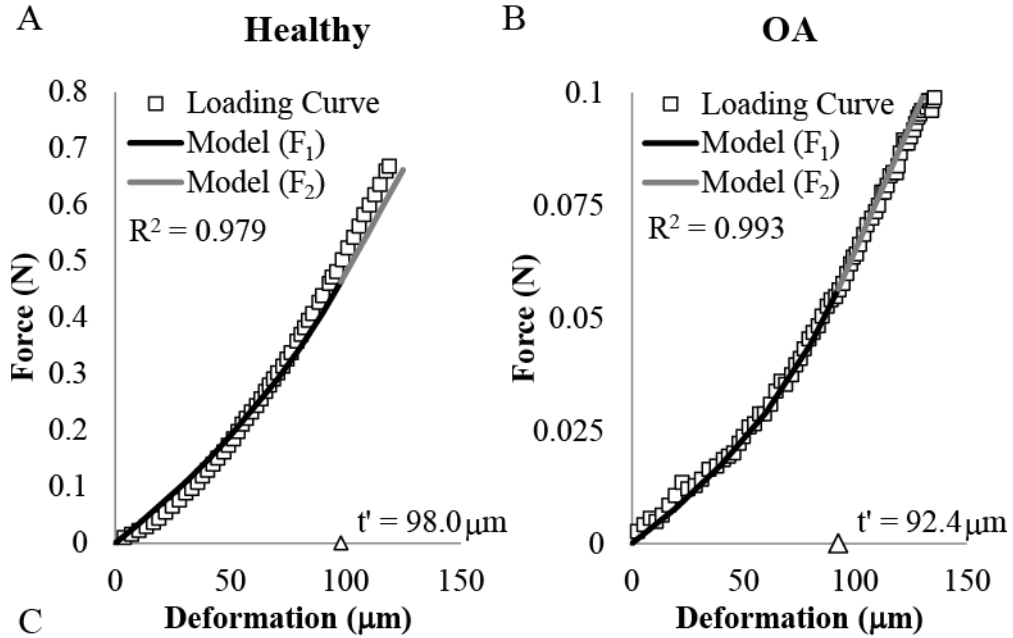 A
Healthy
0.8
0.7
0.6
0.5
0.4
0.3
0.2
0.1
0
Force (N)
Loading Curve
Model (F₁)
Model (F₂)
R² = 0.979
t' = 98.0 μm
0 50 100 150
Deformation (μm)
B
OA
0.1
0.075
0.05
0.025
0
Force (N)
Loading Curve
Model (F₁)
Model (F₂)
R² = 0.993
t' = 92.4 μm
0 50 100 150
Deformation (μm)
C